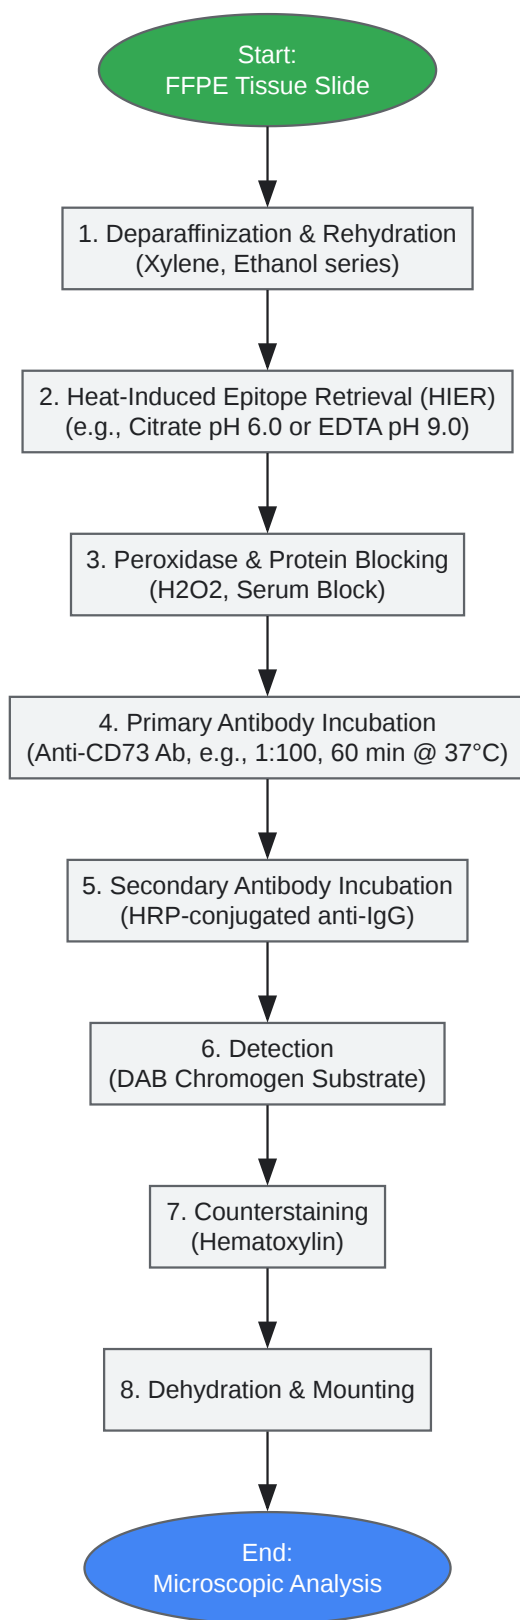 Start:
FFPE Tissue Slide
1. Deparaffinization & Rehydration
(Xylene, Ethanol series)
2. Heat-Induced Epitope Retrieval (HIER)
(e.g., Citrate pH 6.0 or EDTA pH 9.0)
3. Peroxidase & Protein Blocking
(H2O2, Serum Block)
4. Primary Antibody Incubation
(Anti-CD73 Ab, e.g., 1:100, 60 min @ 37°C)
5. Secondary Antibody Incubation
(HRP-conjugated anti-IgG)
6. Detection
(DAB Chromogen Substrate)
7. Counterstaining
(Hematoxylin)
8. Dehydration & Mounting
End:
Microscopic Analysis